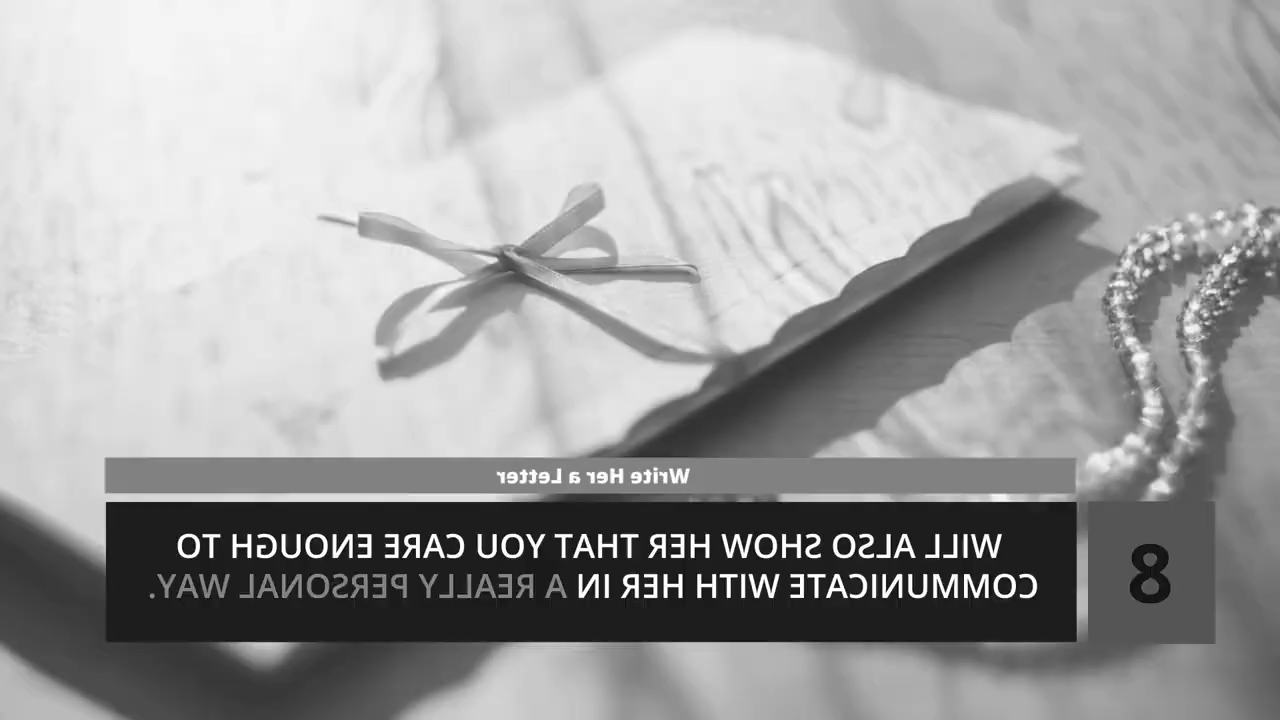 Write Her a Letter
WILL ALSO SHOW HER THAT YOU CARE ENOUGH TO
COMMUNICATE WITH HER IN A REALLY PERSONAL WAY.
8